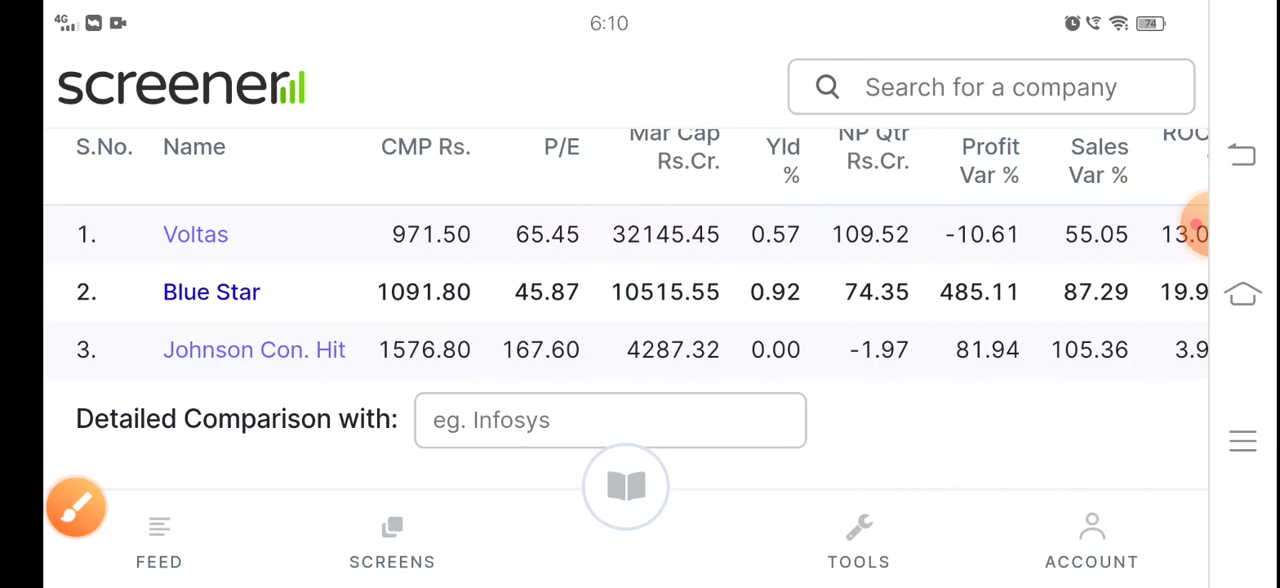 4G 6:10 74
screener Search for a company
S.No. Name CMP Rs. P/E Mar Cap Rs.Cr. Yld % NP Qtr Rs.Cr. Profit Var % Sales Var %
1. Voltas 971.50 65.45 32145.45 0.57 109.52 -10.61 55.05 13.0
2. Blue Star 1091.80 45.87 10515.55 0.92 74.35 485.11 87.29 19.9
3. Johnson Con. Hit 1576.80 167.60 4287.32 0.00 -1.97 81.94 105.36 3.9
Detailed Comparison with: eg. Infosys
FEED SCREENS TOOLS ACCOUNT